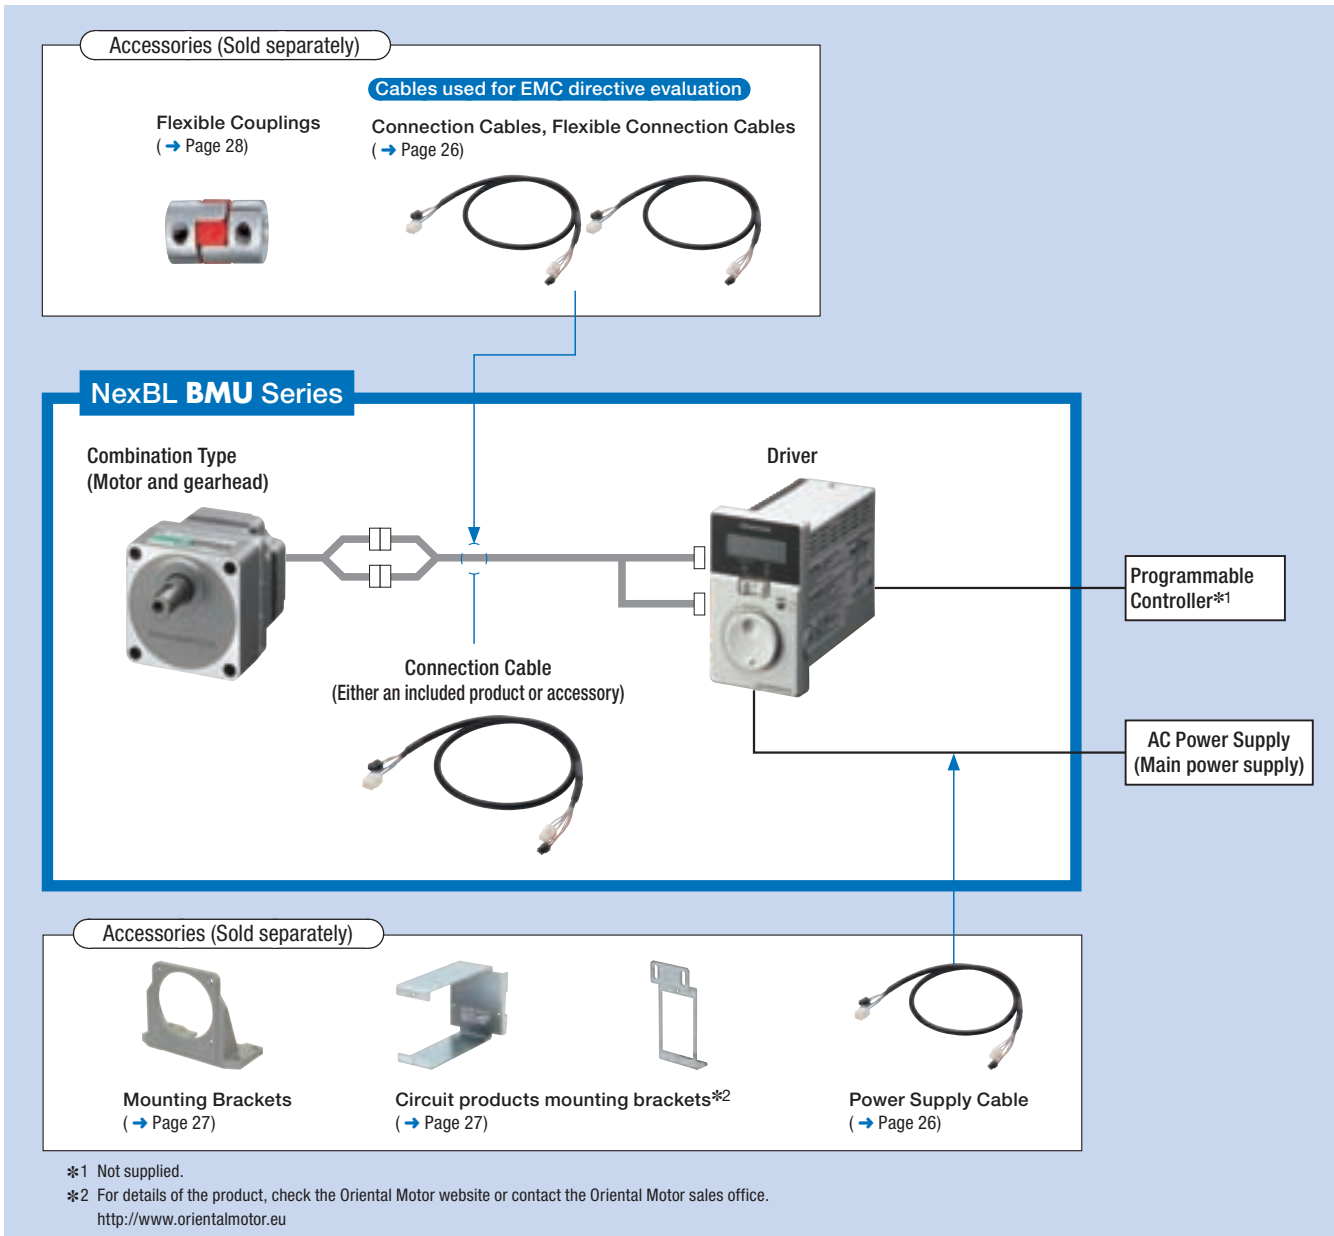 Accessories (Sold separately)
Cables used for EMC directive evaluation
Flexible Couplings
( ➜ Page 28)
Connection Cables, Flexible Connection Cables
( ➜ Page 26)
NexBL BMU Series
Combination Type
(Motor and gearhead)
Driver
Programmable
Controller✻1
Connection Cable
(Either an included product or accessory)
AC Power Supply
(Main power supply)
Accessories (Sold separately)
Mounting Brackets
( ➜ Page 27)
Circuit products mounting brackets✻2
( ➜ Page 27)
Power Supply Cable
( ➜ Page 26)
✻1 Not supplied.
✻2 For details of the product, check the Oriental Motor website or contact the Oriental Motor sales office.
http://www.orientalmotor.eu